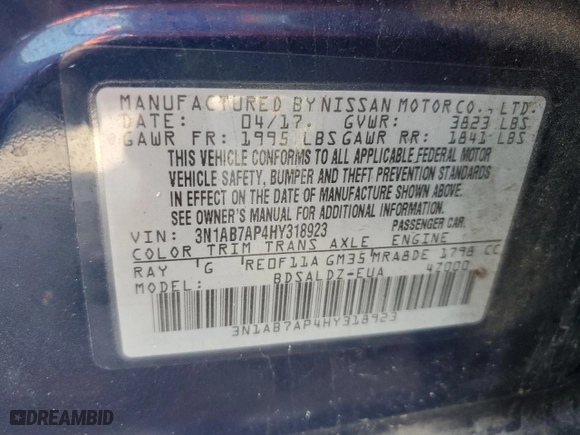 MANUFACTURED BY NISSAN MOTOR CO., LTD.
DATE: 04/17. GVWR: 3823 LBS
GAWR FR: 1995 LBS GAWR RR: 1841 LBS
THIS VEHICLE CONFORMS TO ALL APPLICABLE FEDERAL MOTOR
VEHICLE SAFETY, BUMPER AND THEFT PREVENTION STANDARDS
IN EFFECT ON THE DATE OF MANUFACTURE SHOWN ABOVE.
SEE OWNER'S MANUAL FOR ADDITIONAL INFORMATION.
VIN: 3N1AB7AP4HY318923 PASSENGER CAR.
COLOR TRIM TRANS AXLE ENGINE
RAY G RE0F11A GM35 MRA8DE 1798 CC
MODEL: BDSALDZ-EUA 4Z000
3N1AB7AP4HY318923
DREAMBID